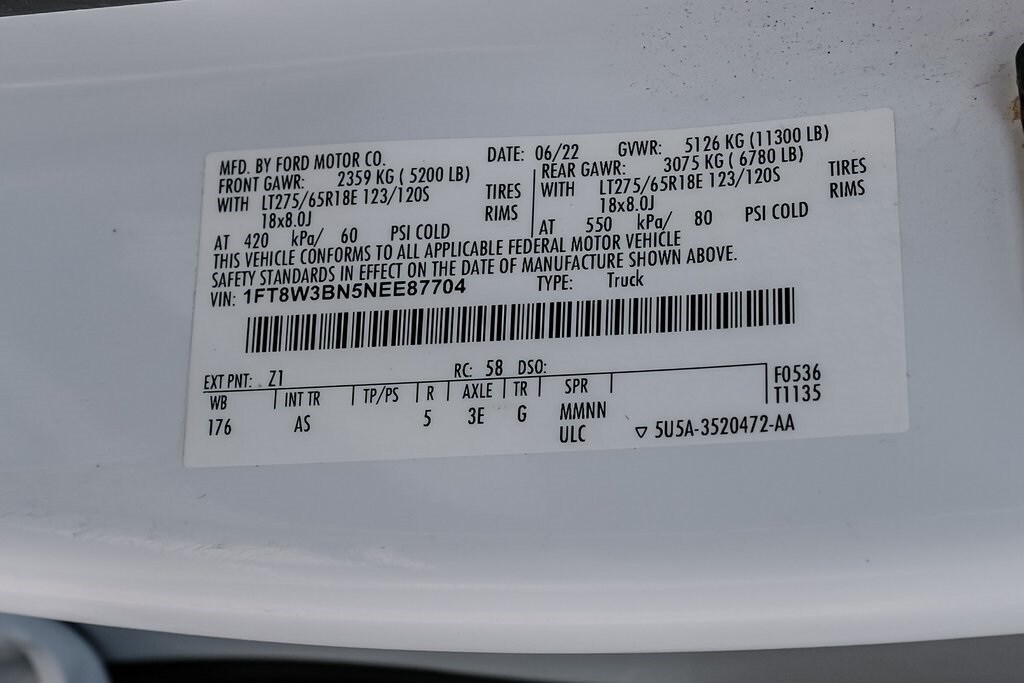 MFD. BY FORD MOTOR CO. DATE: 06/22 GVWR: 5126 KG (11300 LB)
FRONT GAWR: 2359 KG ( 5200 LB) REAR GAWR: 3075 KG ( 6780 LB)
WITH LT275/65R18E 123/120S TIRES WITH LT275/65R18E 123/120S TIRES
18x8.0J RIMS 18x8.0J RIMS
AT 420 kPa/ 60 PSI COLD AT 550 kPa/ 80 PSI COLD
THIS VEHICLE CONFORMS TO ALL APPLICABLE FEDERAL MOTOR VEHICLE
SAFETY STANDARDS IN EFFECT ON THE DATE OF MANUFACTURE SHOWN ABOVE.
VIN: 1FT8W3BN5NEE87704 TYPE: Truck
EXT PNT: Z1 RC: 58 DSO:
WB INT TR TP/PS R AXLE TR SPR F0536
176 AS 5 3E G MMNN T1135
ULC ▽ 5U5A-3520472-AA